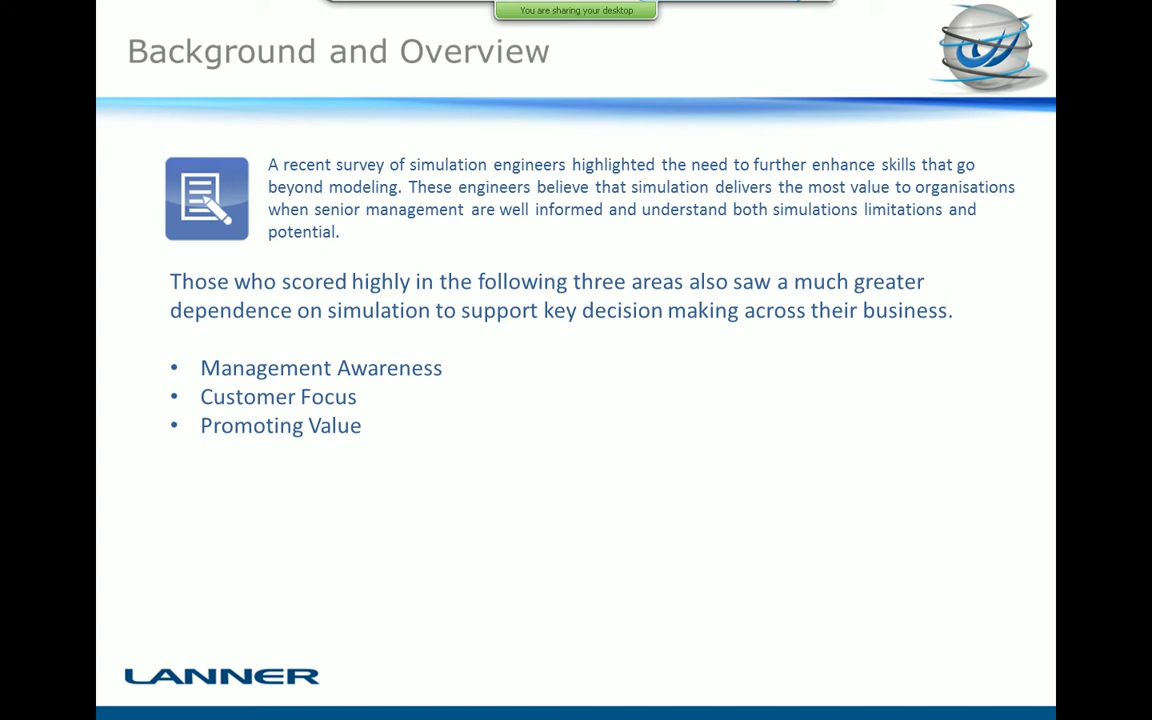 You are sharing your desktop
Background and Overview
A recent survey of simulation engineers highlighted the need to further enhance skills that go
beyond modeling. These engineers believe that simulation delivers the most value to organisations
when senior management are well informed and understand both simulations limitations and
potential.
Those who scored highly in the following three areas also saw a much greater
dependence on simulation to support key decision making across their business.
• Management Awareness
• Customer Focus
• Promoting Value
LANNER